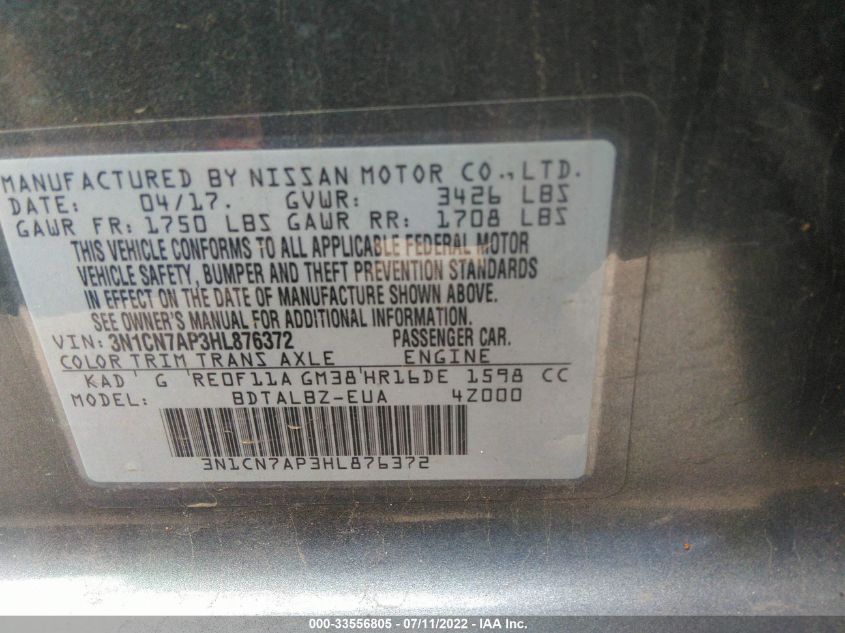 MANUFACTURED BY NISSAN MOTOR CO., LTD.
DATE: 04/17. GVWR: 3426 LBS
GAWR FR: 1750 LBS GAWR RR: 1708 LBS
THIS VEHICLE CONFORMS TO ALL APPLICABLE FEDERAL MOTOR
VEHICLE SAFETY, BUMPER AND THEFT PREVENTION STANDARDS
IN EFFECT ON THE DATE OF MANUFACTURE SHOWN ABOVE.
SEE OWNER'S MANUAL FOR ADDITIONAL INFORMATION.
VIN: 3N1CN7AP3HL876372 PASSENGER CAR.
COLOR TRIM TRANS AXLE ENGINE
KAD G RE0F11A GM38 HR16DE 1598 CC
MODEL: BDTALBZ-EUA 4Z000
3N1CN7AP3HL876372
000-33556805 - 07/11/2022 - IAA Inc.